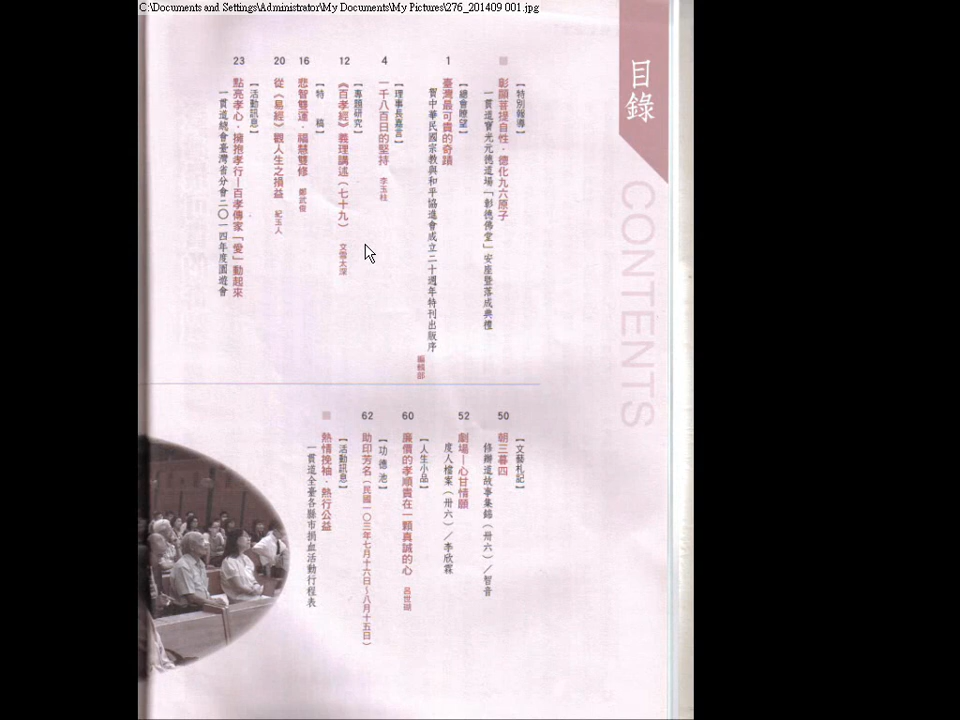 C:\Documents and Settings\Administrator\My Documents\My Pictures\276_201409 001.jpg
目錄
CONTENTS
【特別報導】
彰顯菩提自性．德化九六原子
一貫道寶光元德道場「彰德佛堂」安座暨落成典禮
【總會瞭望】
1 臺灣最可貴的奇蹟
賀中華民國宗教與和平協進會成立二十週年特刊出版序
編輯部
【理事長嘉言】
4 一千八百日的堅持 李玉柱
【專題研究】
12 《百孝經》義理講述（七十九） 文雪太深
【特 稿】
16 悲智雙運．福慧雙修 鄭武俊
20 從《易經》觀人生之損益 紀玉人
【活動訊息】
23 點亮孝心．擁抱孝行—百孝傳家「愛」動起來
一貫道總會臺灣省分會二〇一四年度園遊會
【文藝札記】
50 朝三暮四
修辦道故事集錦（卅六）／智音
52 劇場—心甘情願
度人檔案（卅六）／李欣霖
【人生小品】
60 廉價的孝順貴在一顆真誠的心 呂世瑚
【功德池】
62 助印芳名（民國一〇三年七月十六日～八月十五日）
【活動訊息】
熱情挽袖．熱行公益
一貫道全臺各縣市捐血活動行程表